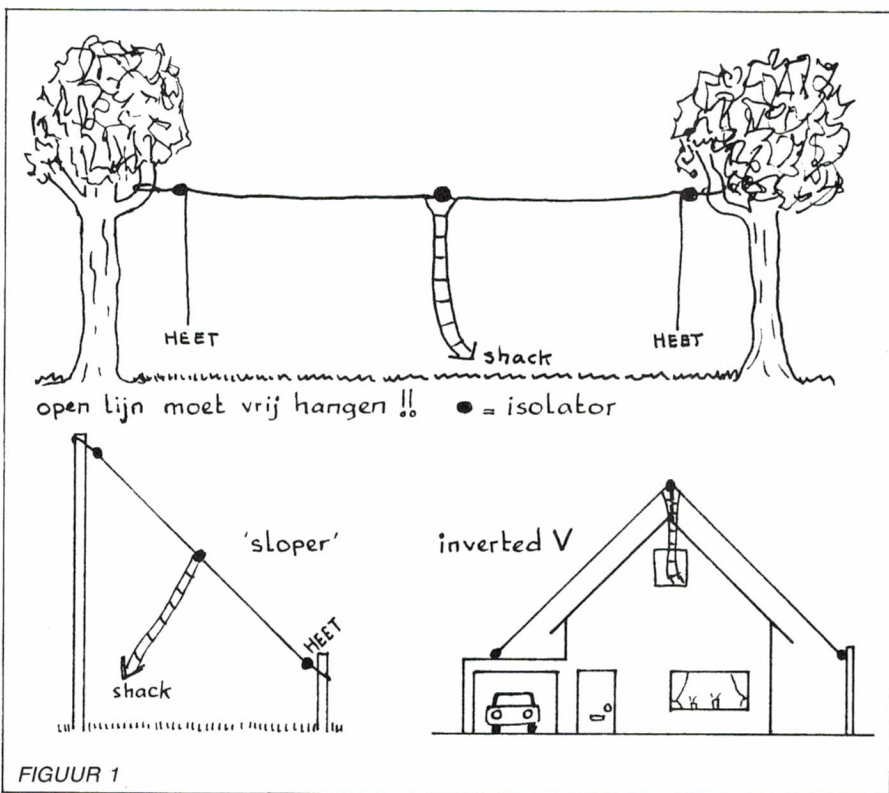 HEET
HEET
shack
open lijn moet vrij hangen !! ● = isolator
'sloper'
inverted V
HEET
shack
FIGUUR 1